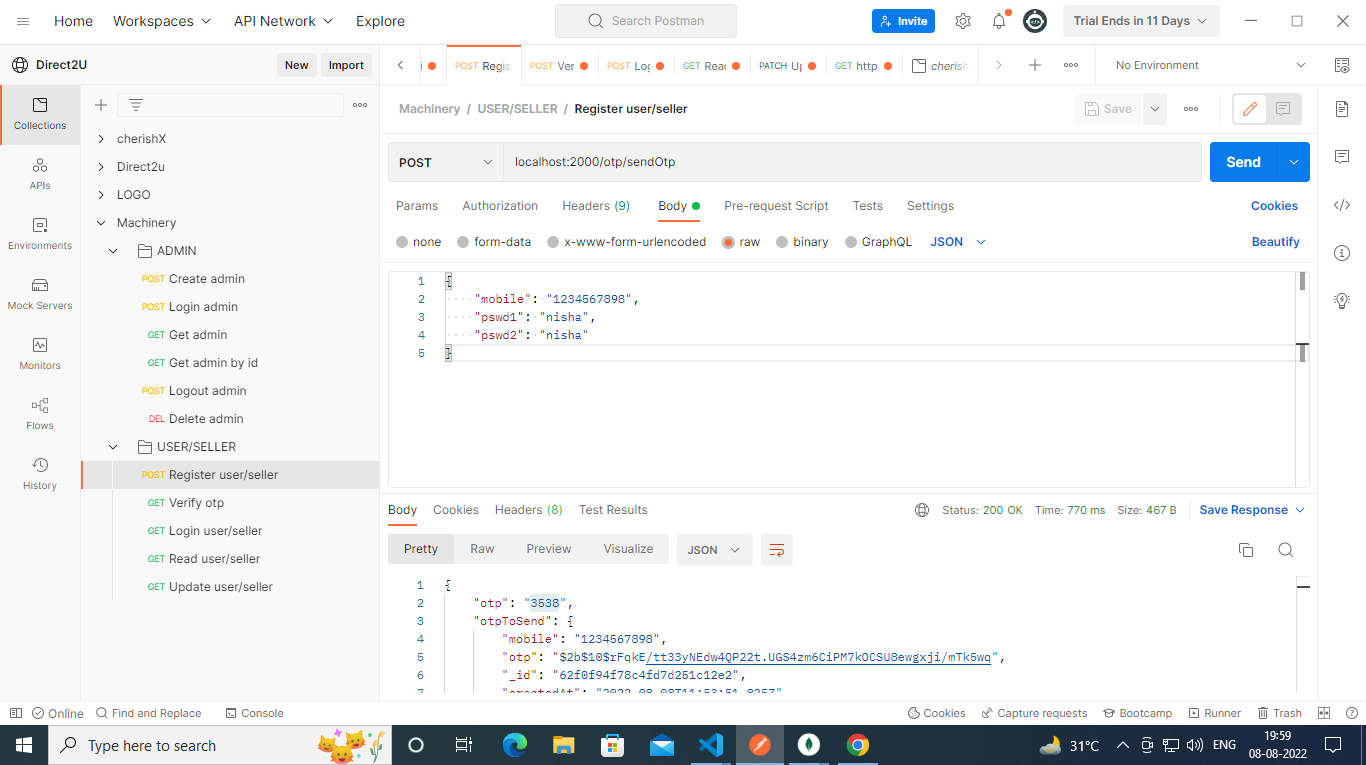 Home Workspaces API Network Explore Search Postman Invite Trial Ends in 11 Days
Direct2U New Import POST Regis POST Ver POST Log GET Read PATCH Up GET http cherish No Environment
Collections
APIs
Environments
Mock Servers
Monitors
Flows
History
cherishX
Direct2u
LOGO
Machinery
ADMIN
POST Create admin
POST Login admin
GET Get admin
GET Get admin by id
POST Logout admin
DEL Delete admin
USER/SELLER
POST Register user/seller
GET Verify otp
GET Login user/seller
GET Read user/seller
GET Update user/seller
Machinery / USER/SELLER / Register user/seller Save
POST localhost:2000/otp/sendOtp Send
Params Authorization Headers (9) Body Pre-request Script Tests Settings Cookies
none form-data x-www-form-urlencoded raw binary GraphQL JSON Beautify
1 {
2 "mobile": "1234567898",
3 "pswd1": "nisha",
4 "pswd2": "nisha"
5 }
Body Cookies Headers (8) Test Results Status: 200 OK Time: 770 ms Size: 467 B Save Response
Pretty Raw Preview Visualize JSON
1 {
2 "otp": "3538",
3 "otpToSend": {
4 "mobile": "1234567898",
5 "otp": "$2b$10$rFqkE/tt33yNEdw4QP22t.UGS4zm6CiPM7kOCSU8ewgxji/mTk5wq",
6 "_id": "62f0f94f78c4fd7d251c12e2",
7 "createdAt": "2022-08-08T11:53:51.825Z"
Online Find and Replace Console Cookies Capture requests Bootcamp Runner Trash
Type here to search 31°C ENG 19:59
08-08-2022